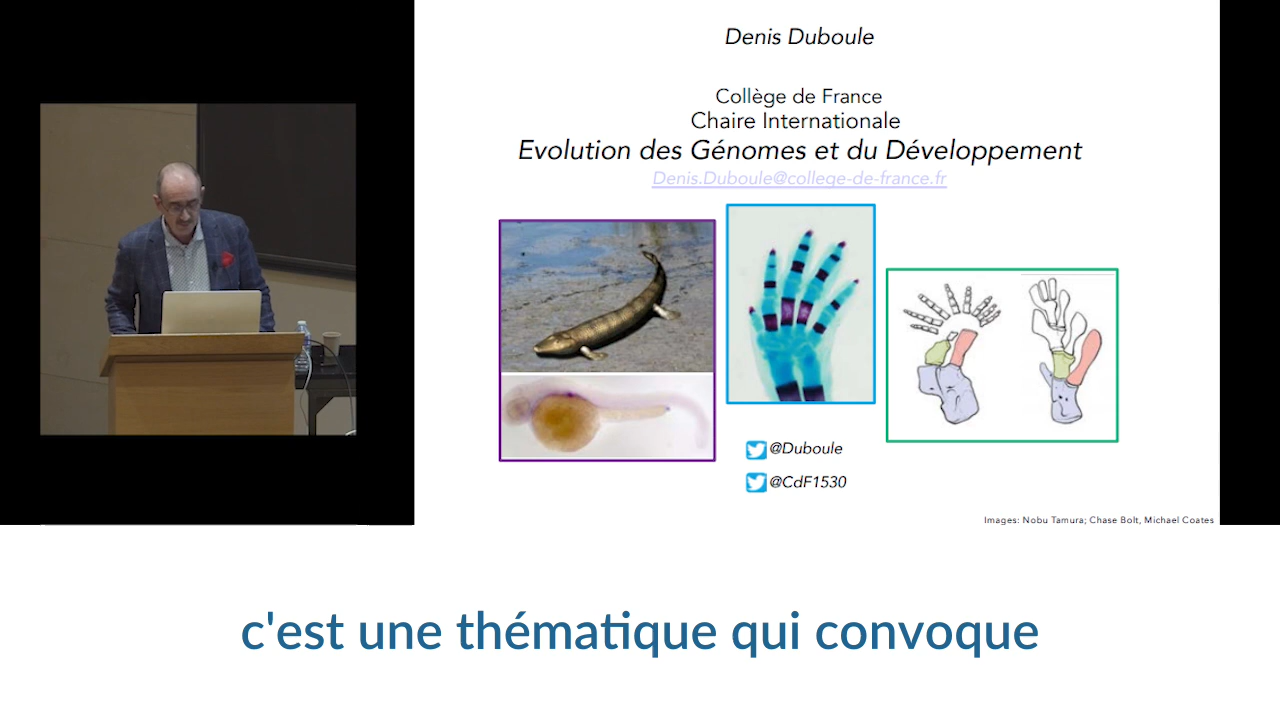 Denis Duboule
Collège de France
Chaire Internationale
Evolution des Génomes et du Développement
Denis.Duboule@college-de-france.fr
@Duboule
@CdF1530
Images: Nobu Tamura; Chase Bolt, Michael Coates
c'est une thématique qui convoque